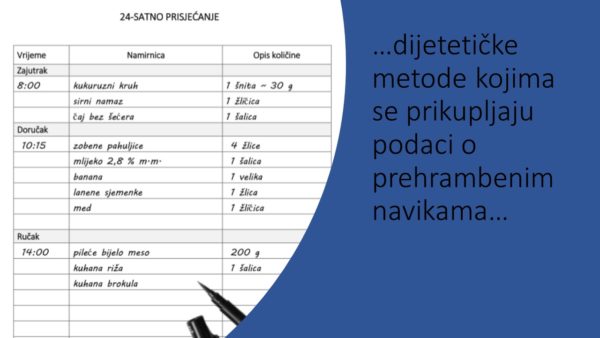 24-SATNO PRISJEĆANJE
Vrijeme Namirnica Opis količine
Zajutrak
8:00 kukuruzni kruh 1 šnita ~ 30 g
sirni namaz 1 žličica
čaj bez šećera 1 šalica
Doručak
10:15 zobene pahuljice 4 žlice
mlijeko 2,8 % m.m. 1 šalica
banana 1 velika
lanene sjemenke 1 žlica
med 1 žličica
Ručak
14:00 pileće bijelo meso 200 g
kuhana riža 1 šalica
kuhana brokula
...dijetetičke
metode kojima
se prikupljaju
podaci o
prehrambenim
navikama...